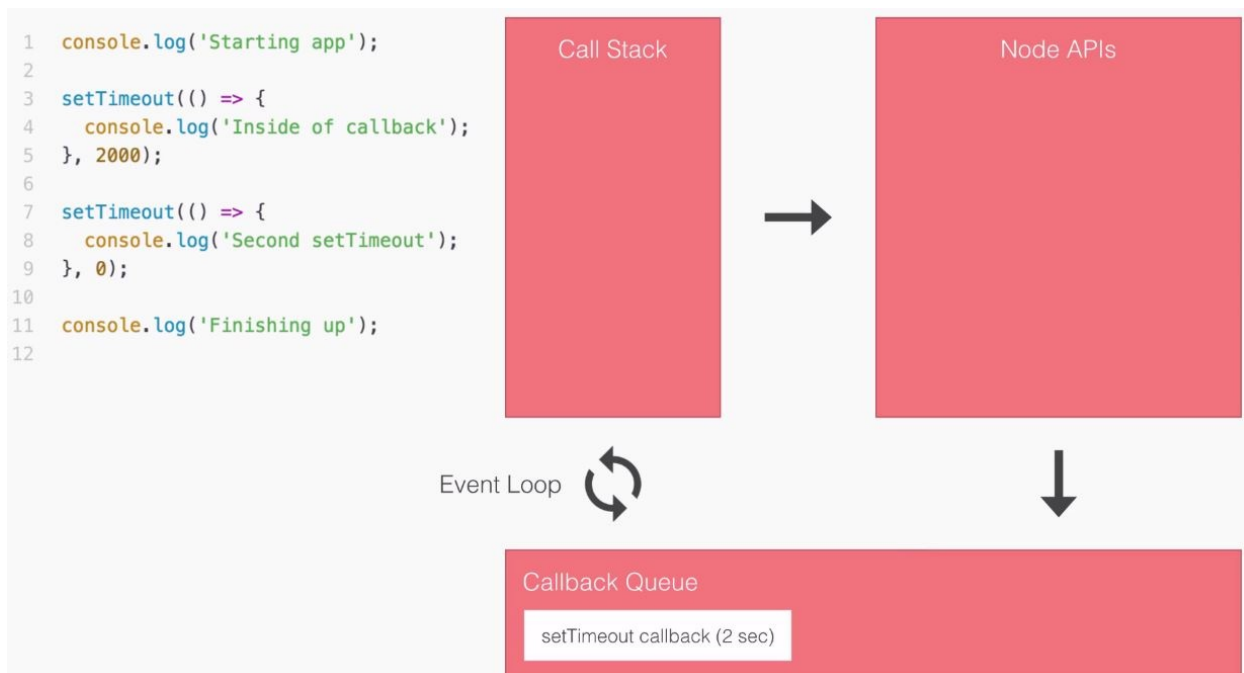 1 console.log('Starting app');
2
3 setTimeout(() => {
4   console.log('Inside of callback');
5 }, 2000);
6
7 setTimeout(() => {
8   console.log('Second setTimeout');
9 }, 0);
10
11 console.log('Finishing up');
12
Call Stack
Node APIs
Event Loop
Callback Queue
setTimeout callback (2 sec)